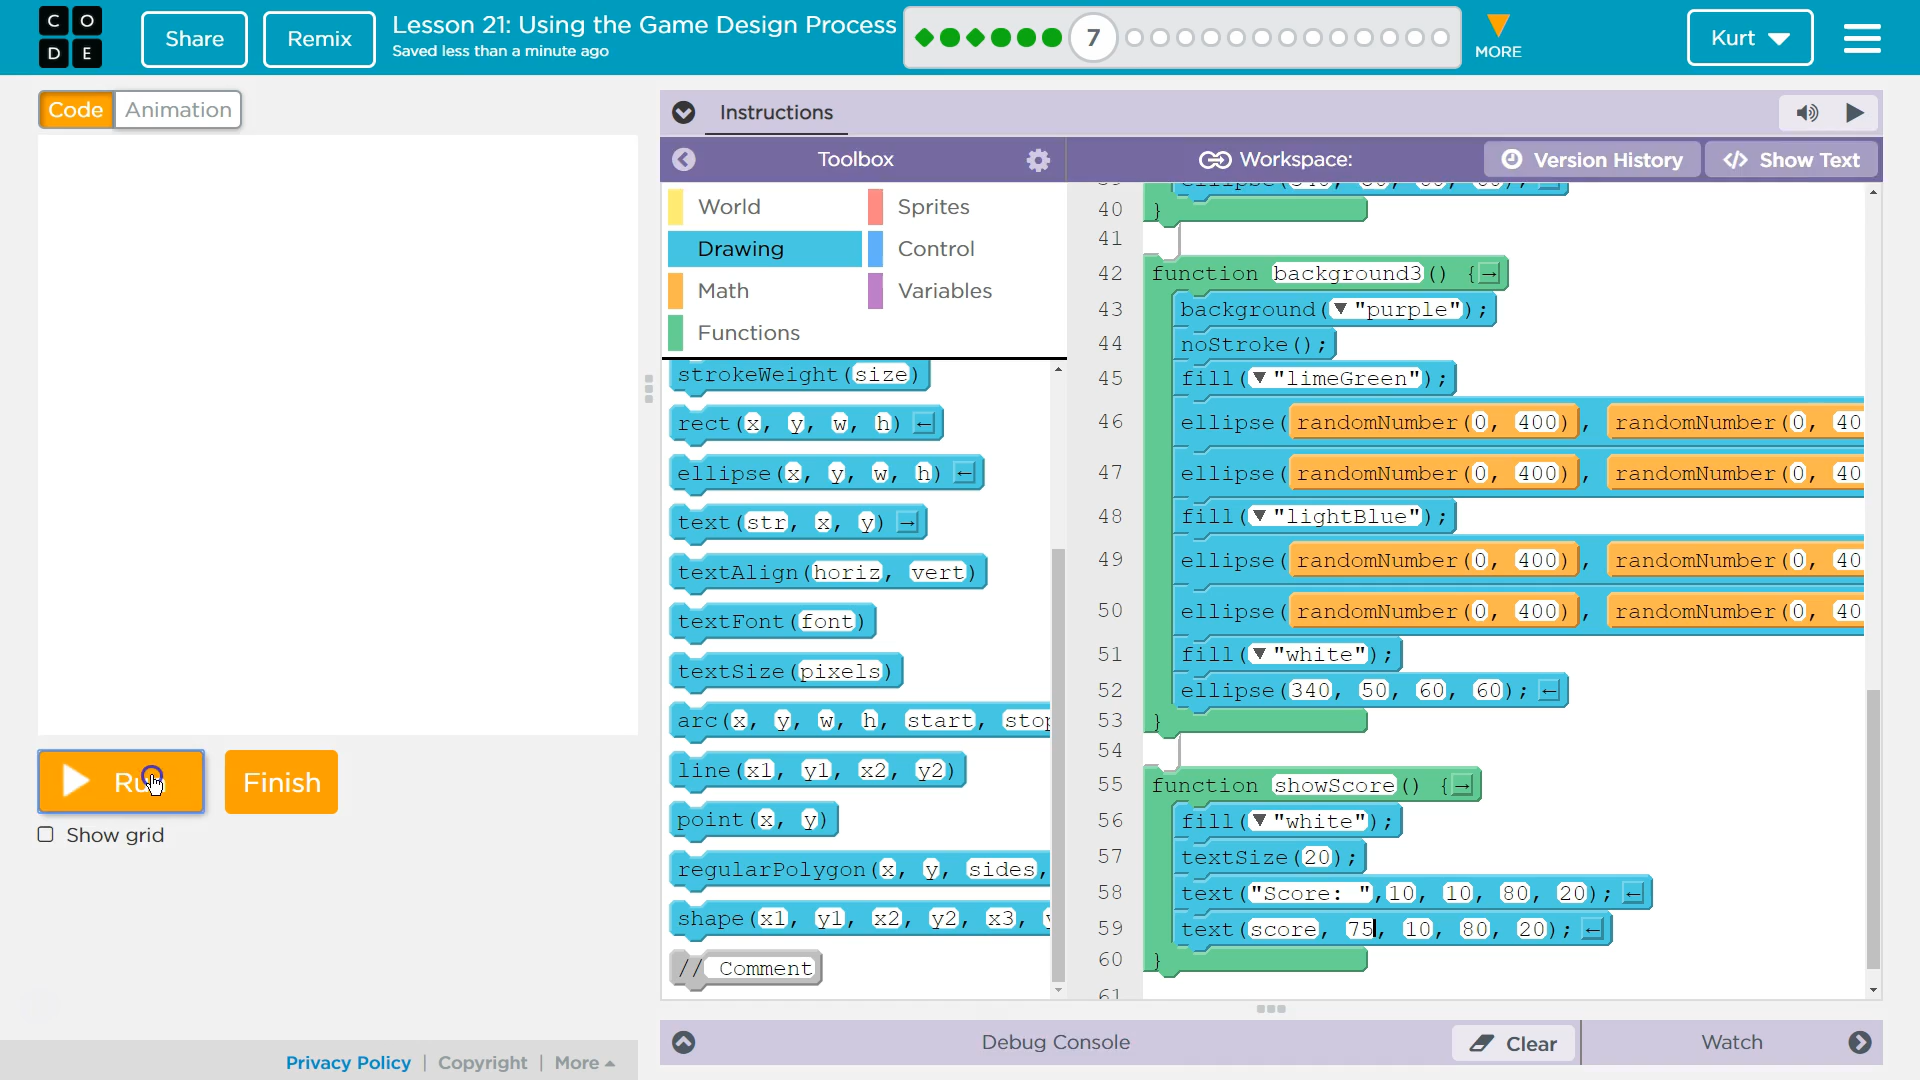 CODE
Share
Remix
Lesson 21: Using the Game Design Process
Saved less than a minute ago
7
MORE
Kurt
Code
Animation
Instructions
Toolbox
Workspace:
Version History
</> Show Text
World
Sprites
Drawing
Control
Math
Variables
Functions
strokeWeight(size)
rect(x, y, w, h)
ellipse(x, y, w, h)
text(str, x, y)
textAlign(horiz, vert)
textFont(font)
textSize(pixels)
arc(x, y, w, h, start, stop
line(x1, y1, x2, y2)
point(x, y)
regularPolygon(x, y, sides,
shape(x1, y1, x2, y2, x3,
// Comment
40 }
41
42 function background3() {
43 background("purple");
44 noStroke();
45 fill("limeGreen");
46 ellipse(randomNumber(0, 400), randomNumber(0, 40
47 ellipse(randomNumber(0, 400), randomNumber(0, 40
48 fill("lightBlue");
49 ellipse(randomNumber(0, 400), randomNumber(0, 40
50 ellipse(randomNumber(0, 400), randomNumber(0, 40
51 fill("white");
52 ellipse(340, 50, 60, 60);
53 }
54
55 function showScore() {
56 fill("white");
57 textSize(20);
58 text("Score: ",10, 10, 80, 20);
59 text(score, 75, 10, 80, 20);
60 }
61
Run
Finish
Show grid
Debug Console
Clear
Watch
Privacy Policy | Copyright | More